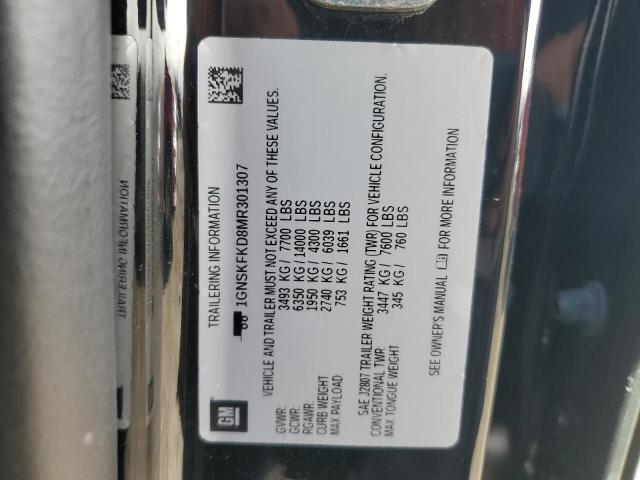 TRAILERING INFORMATION
GM
1GNSKFKD8MR301307
VEHICLE AND TRAILER MUST NOT EXCEED ANY OF THESE VALUES.
GVWR: 3493 KG / 7700 LBS
GCWR: 6350 KG / 14000 LBS
RGAWR: 1950 KG / 4300 LBS
CURB WEIGHT 2740 KG / 6039 LBS
MAX PAYLOAD: 753 KG / 1661 LBS
SAE J2807 TRAILER WEIGHT RATING (TWR) FOR VEHICLE CONFIGURATION.
CONVENTIONAL TWR: 3447 KG / 7600 LBS
MAX TONGUE WEIGHT 345 KG / 760 LBS
SEE OWNER'S MANUAL FOR MORE INFORMATION
TRAILERING INFORMATION